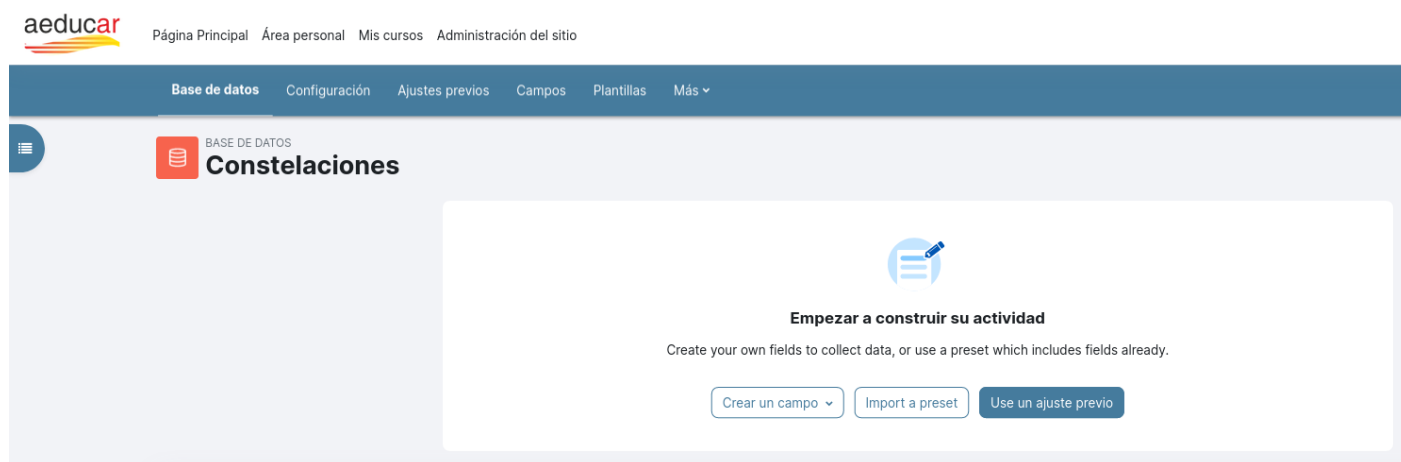 aeducar
Página Principal Área personal Mis cursos Administración del sitio
Base de datos Configuración Ajustes previos Campos Plantillas Más
BASE DE DATOS
Constelaciones
Empezar a construir su actividad
Create your own fields to collect data, or use a preset which includes fields already.
Crear un campo Import a preset Use un ajuste previo